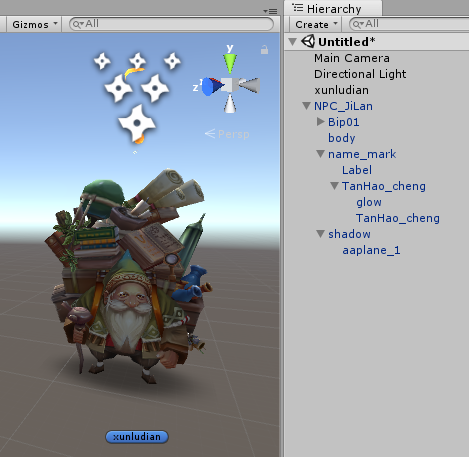 Gizmos All
y
z
Persp
xunludian
Hierarchy
Create All
Untitled*
Main Camera
Directional Light
xunludian
NPC_JiLan
Bip01
body
name_mark
Label
TanHao_cheng
glow
TanHao_cheng
shadow
aaplane_1